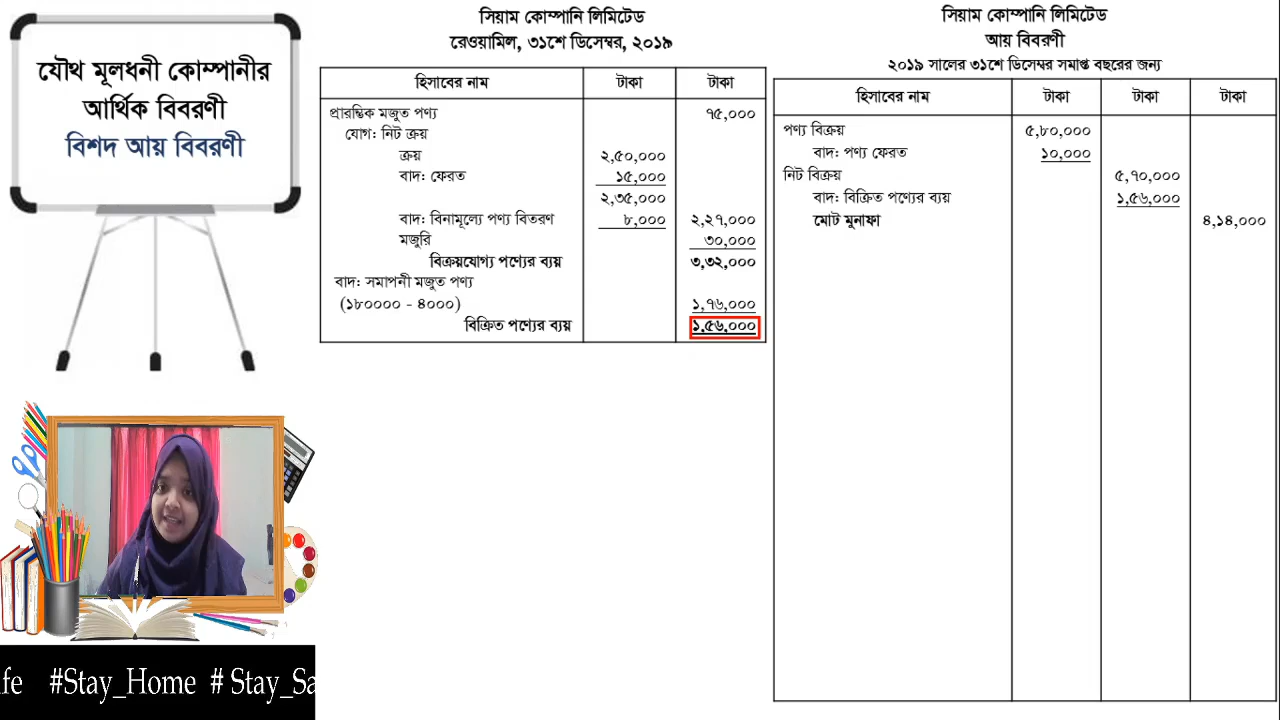 যৌথ মূলধনী কোম্পানীর
আর্থিক বিবরণী
বিশদ আয় বিবরণী
সিয়াম কোম্পানি লিমিটেড
রেওয়ামিল, ৩১শে ডিসেম্বর, ২০১৯
হিসাবের নাম টাকা টাকা
প্রারম্ভিক মজুত পণ্য ৭৫,০০০
যোগ: নিট ক্রয়
ক্রয় ২,৫০,০০০
বাদ: ফেরত ১৫,০০০
২,৩৫,০০০
বাদ: বিনামূল্যে পণ্য বিতরণ ৮,০০০ ২,২৭,০০০
মজুরি ৩০,০০০
বিক্রয়যোগ্য পণ্যের ব্যয় ৩,৩২,০০০
বাদ: সমাপনী মজুত পণ্য
(১৮০০০০ - ৪০০০) ১,৭৬,০০০
বিক্রিত পণ্যের ব্যয় ১,৫৬,০০০
সিয়াম কোম্পানি লিমিটেড
আয় বিবরণী
২০১৯ সালের ৩১শে ডিসেম্বর সমাপ্ত বছরের জন্য
হিসাবের নাম টাকা টাকা টাকা
পণ্য বিক্রয় ৫,৮০,০০০
বাদ: পণ্য ফেরত ১০,০০০
নিট বিক্রয় ৫,৭০,০০০
বাদ: বিক্রিত পণ্যের ব্যয় ১,৫৬,০০০
মোট মুনাফা ৪,১৪,০০০
ife #Stay_Home # Stay_Sa